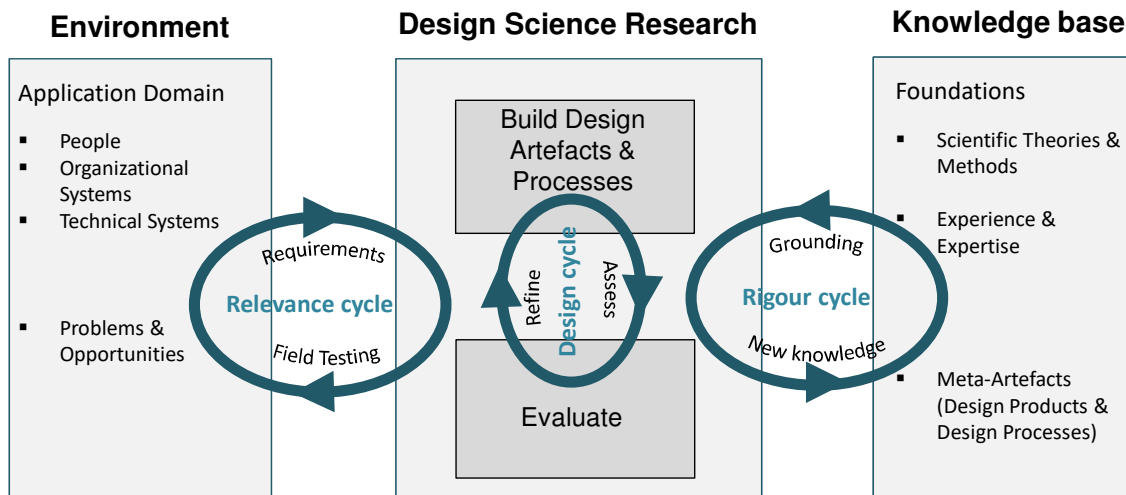 Environment
Design Science Research
Knowledge base
Application Domain
▪ People
▪ Organizational
Systems
▪ Technical Systems
▪ Problems &
Opportunities
Requirements
Relevance cycle
Field Testing
Build Design
Artefacts &
Processes
Refine
Design cycle
Assess
Evaluate
Grounding
Rigour cycle
New knowledge
Foundations
▪ Scientific Theories &
Methods
▪ Experience &
Expertise
▪ Meta-Artefacts
(Design Products &
Design Processes)